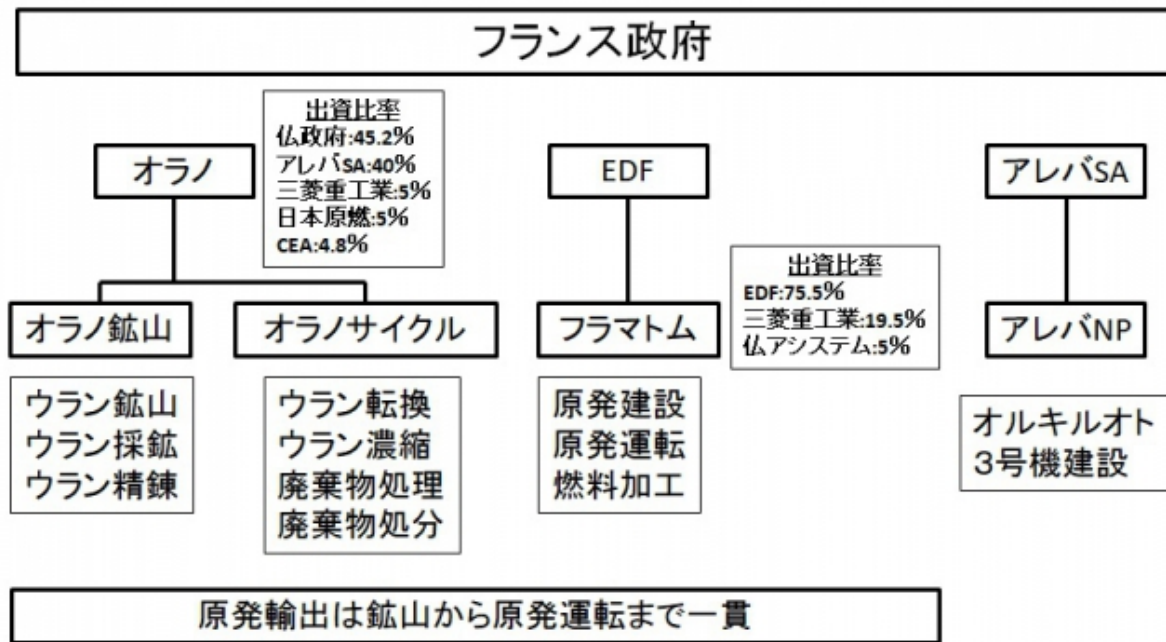 フランス政府
オラノ
出資比率
仏政府:45.2%
アレバSA:40%
三菱重工業:5%
日本原燃:5%
CEA:4.8%
EDF
アレバSA
オラノ鉱山
オラノサイクル
フラマトム
出資比率
EDF:75.5%
三菱重工業:19.5%
仏アシステム:5%
アレバNP
ウラン鉱山
ウラン採鉱
ウラン精錬
ウラン転換
ウラン濃縮
廃棄物処理
廃棄物処分
原発建設
原発運転
燃料加工
オルキルオト
３号機建設
原発輸出は鉱山から原発運転まで一貫